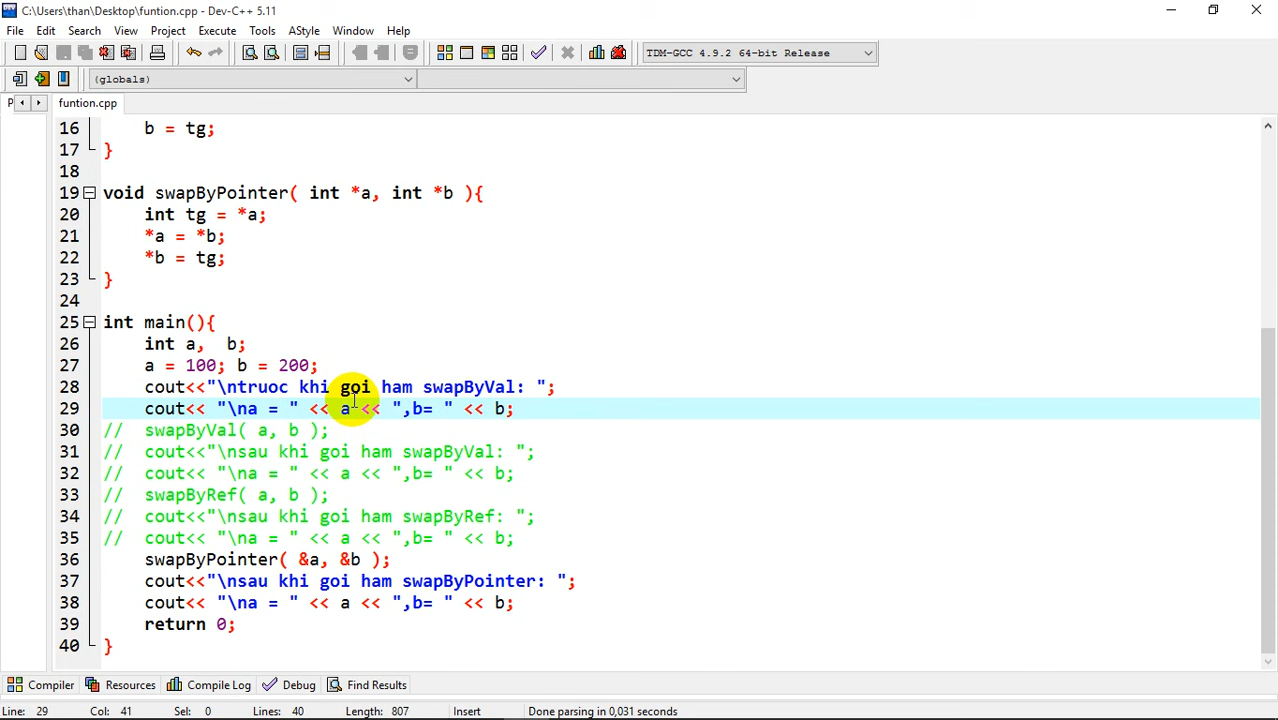 C:\Users\than\Desktop\funtion.cpp - Dev-C++ 5.11
File Edit Search View Project Execute Tools AStyle Window Help
TDM-GCC 4.9.2 64-bit Release
(globals)
P funtion.cpp
16 b = tg;
17 }
18
19 void swapByPointer( int *a, int *b ){
20 int tg = *a;
21 *a = *b;
22 *b = tg;
23 }
24
25 int main(){
26 int a,  b;
27 a = 100; b = 200;
28 cout<<"\ntruoc khi goi ham swapByVal: ";
29 cout<< "\na = " << a << ",b= " << b;
30 // swapByVal( a, b );
31 // cout<<"\nsau khi goi ham swapByVal: ";
32 // cout<< "\na = " << a << ",b= " << b;
33 // swapByRef( a, b );
34 // cout<<"\nsau khi goi ham swapByRef: ";
35 // cout<< "\na = " << a << ",b= " << b;
36 swapByPointer( &a, &b );
37 cout<<"\nsau khi goi ham swapByPointer: ";
38 cout<< "\na = " << a << ",b= " << b;
39 return 0;
40 }
Compiler Resources Compile Log Debug Find Results
Line: 29 Col: 41 Sel: 0 Lines: 40 Length: 807 Insert Done parsing in 0,031 seconds